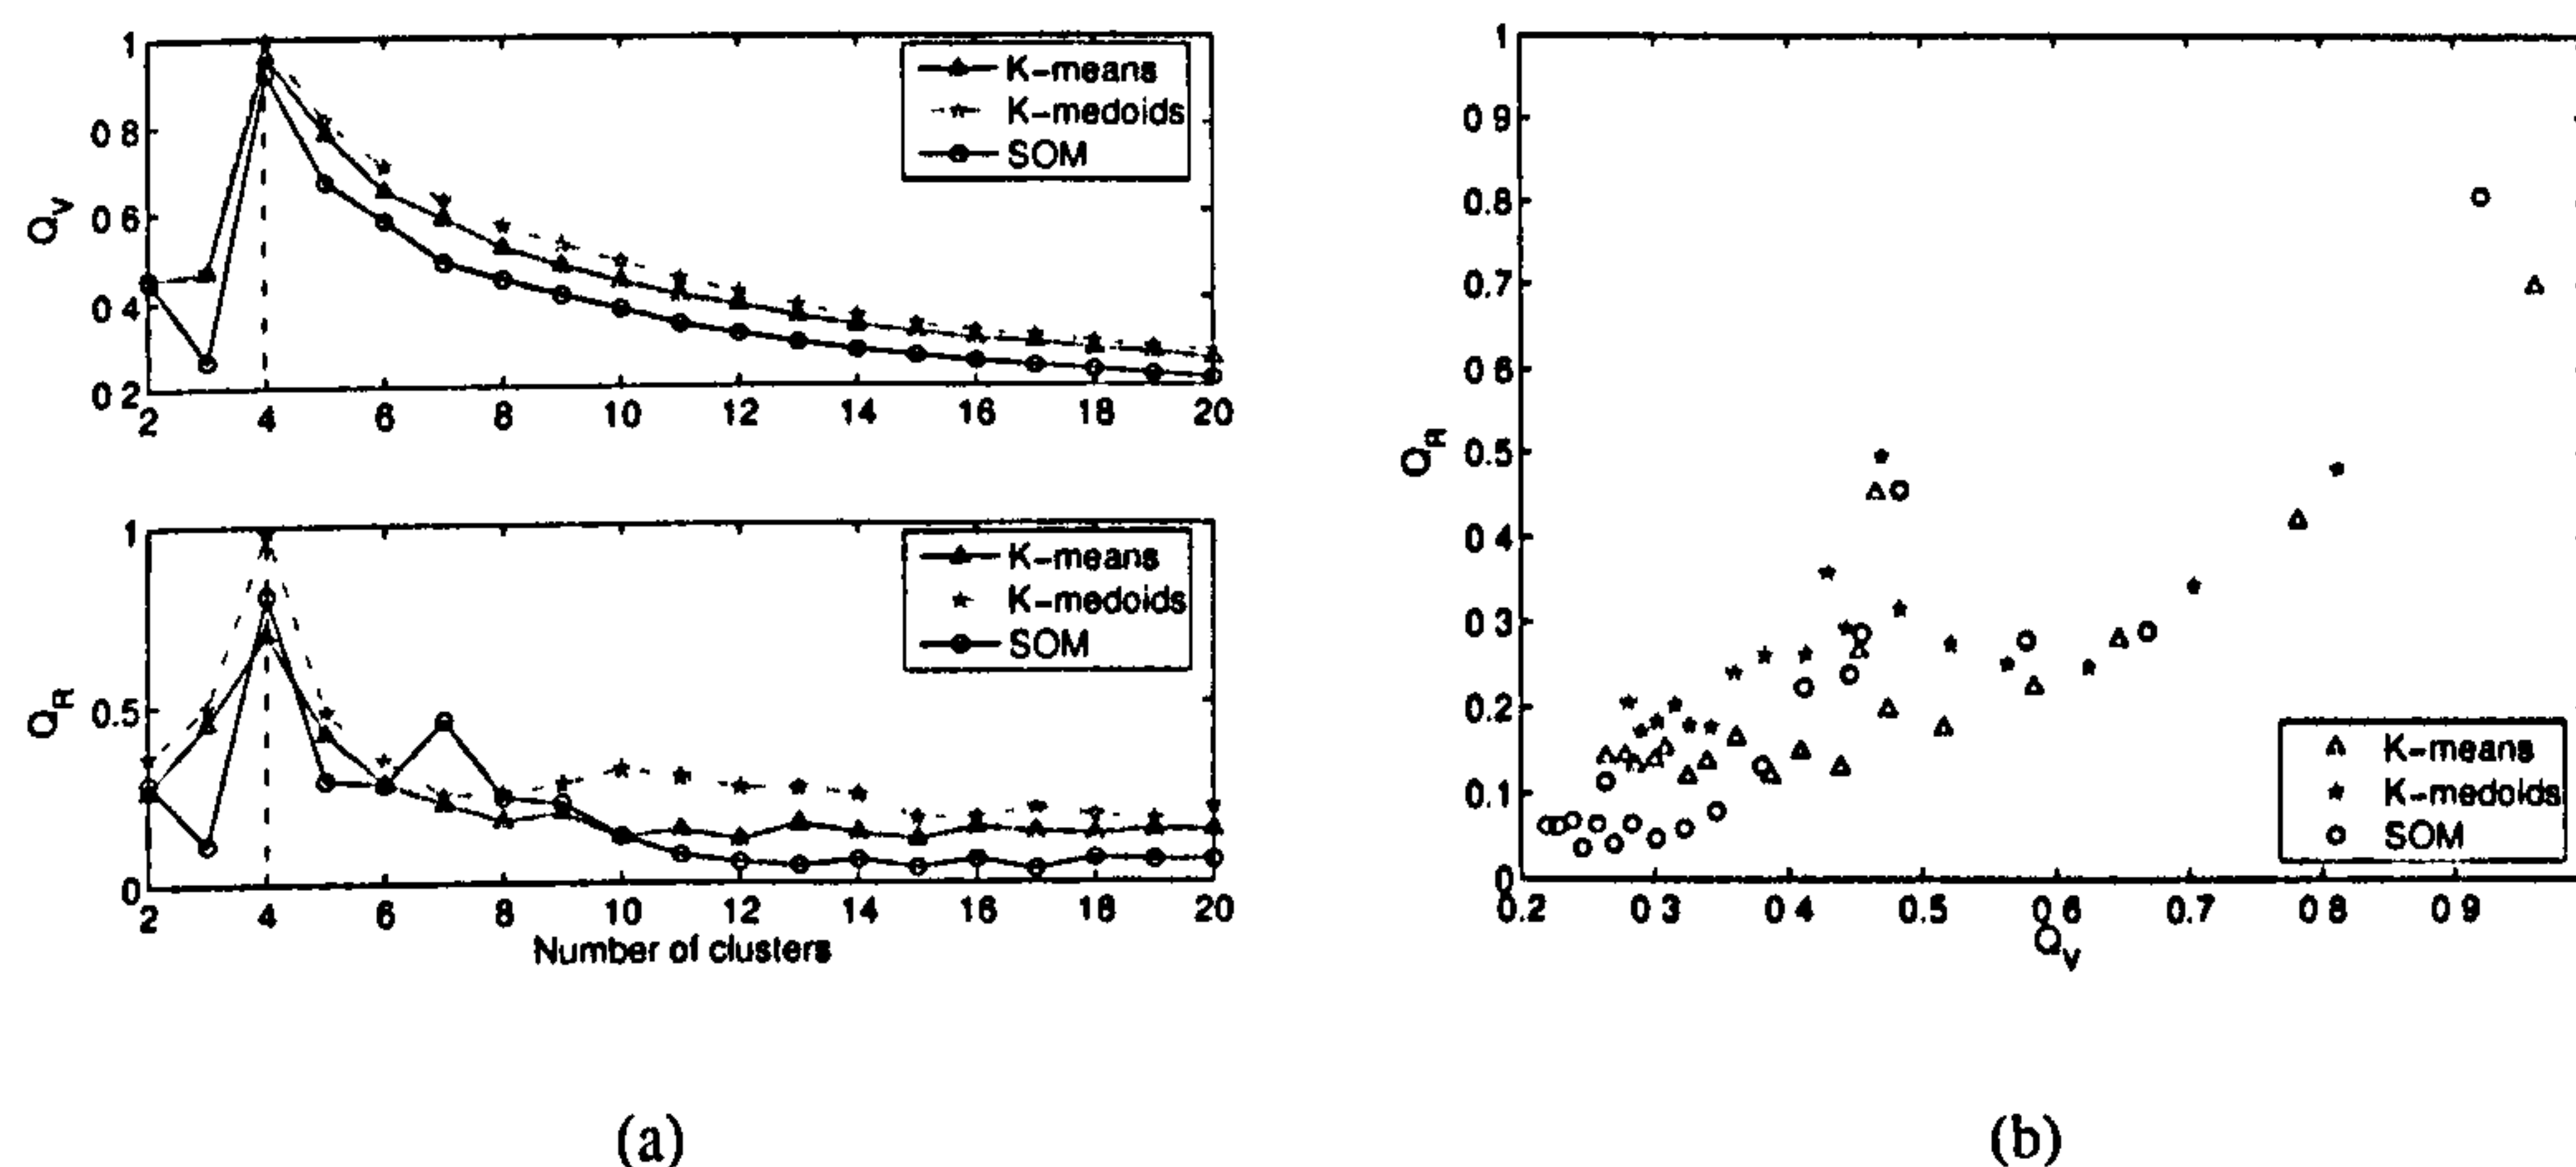 1
0 8
0 6
0 4
0 2
Q_V
2 4 6 8 10 12 14 16 18 20
K-means
K-medoids
SOM
1
0.5
0
Q_R
2 4 6 8 10 12 14 16 18 20
Number of clusters
K-means
K-medoids
SOM
(a)
1
0 9
0.8
0.7
0 6
0.5
0 4
0 3
0.2
0.1
0
Q_R
0.2 0 3 0 4 0.5 0 6 0.7 0 8 0 9
Q_V
K-means
K-medoids
SOM
(b)